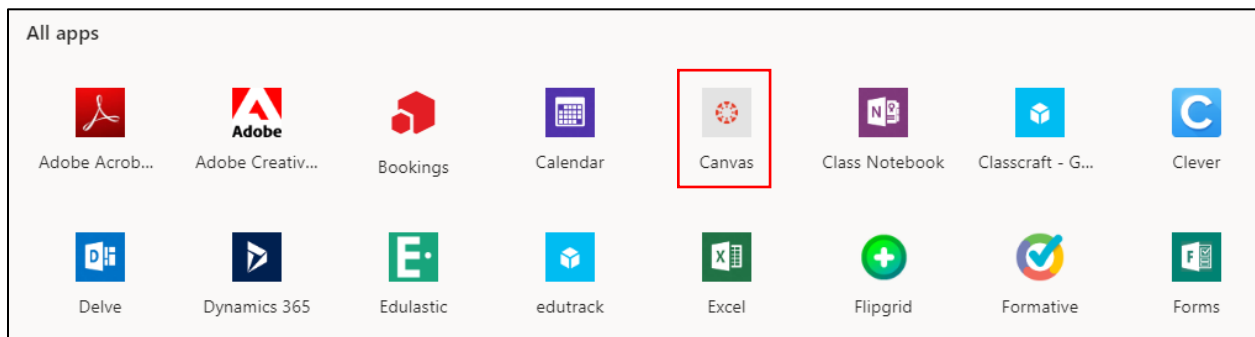 All apps
Adobe
Adobe Acrob... Adobe Creativ... Bookings Calendar Canvas Class Notebook Classcraft - G... Clever
Delve Dynamics 365 Edulastic edutrack Excel Flipgrid Formative Forms